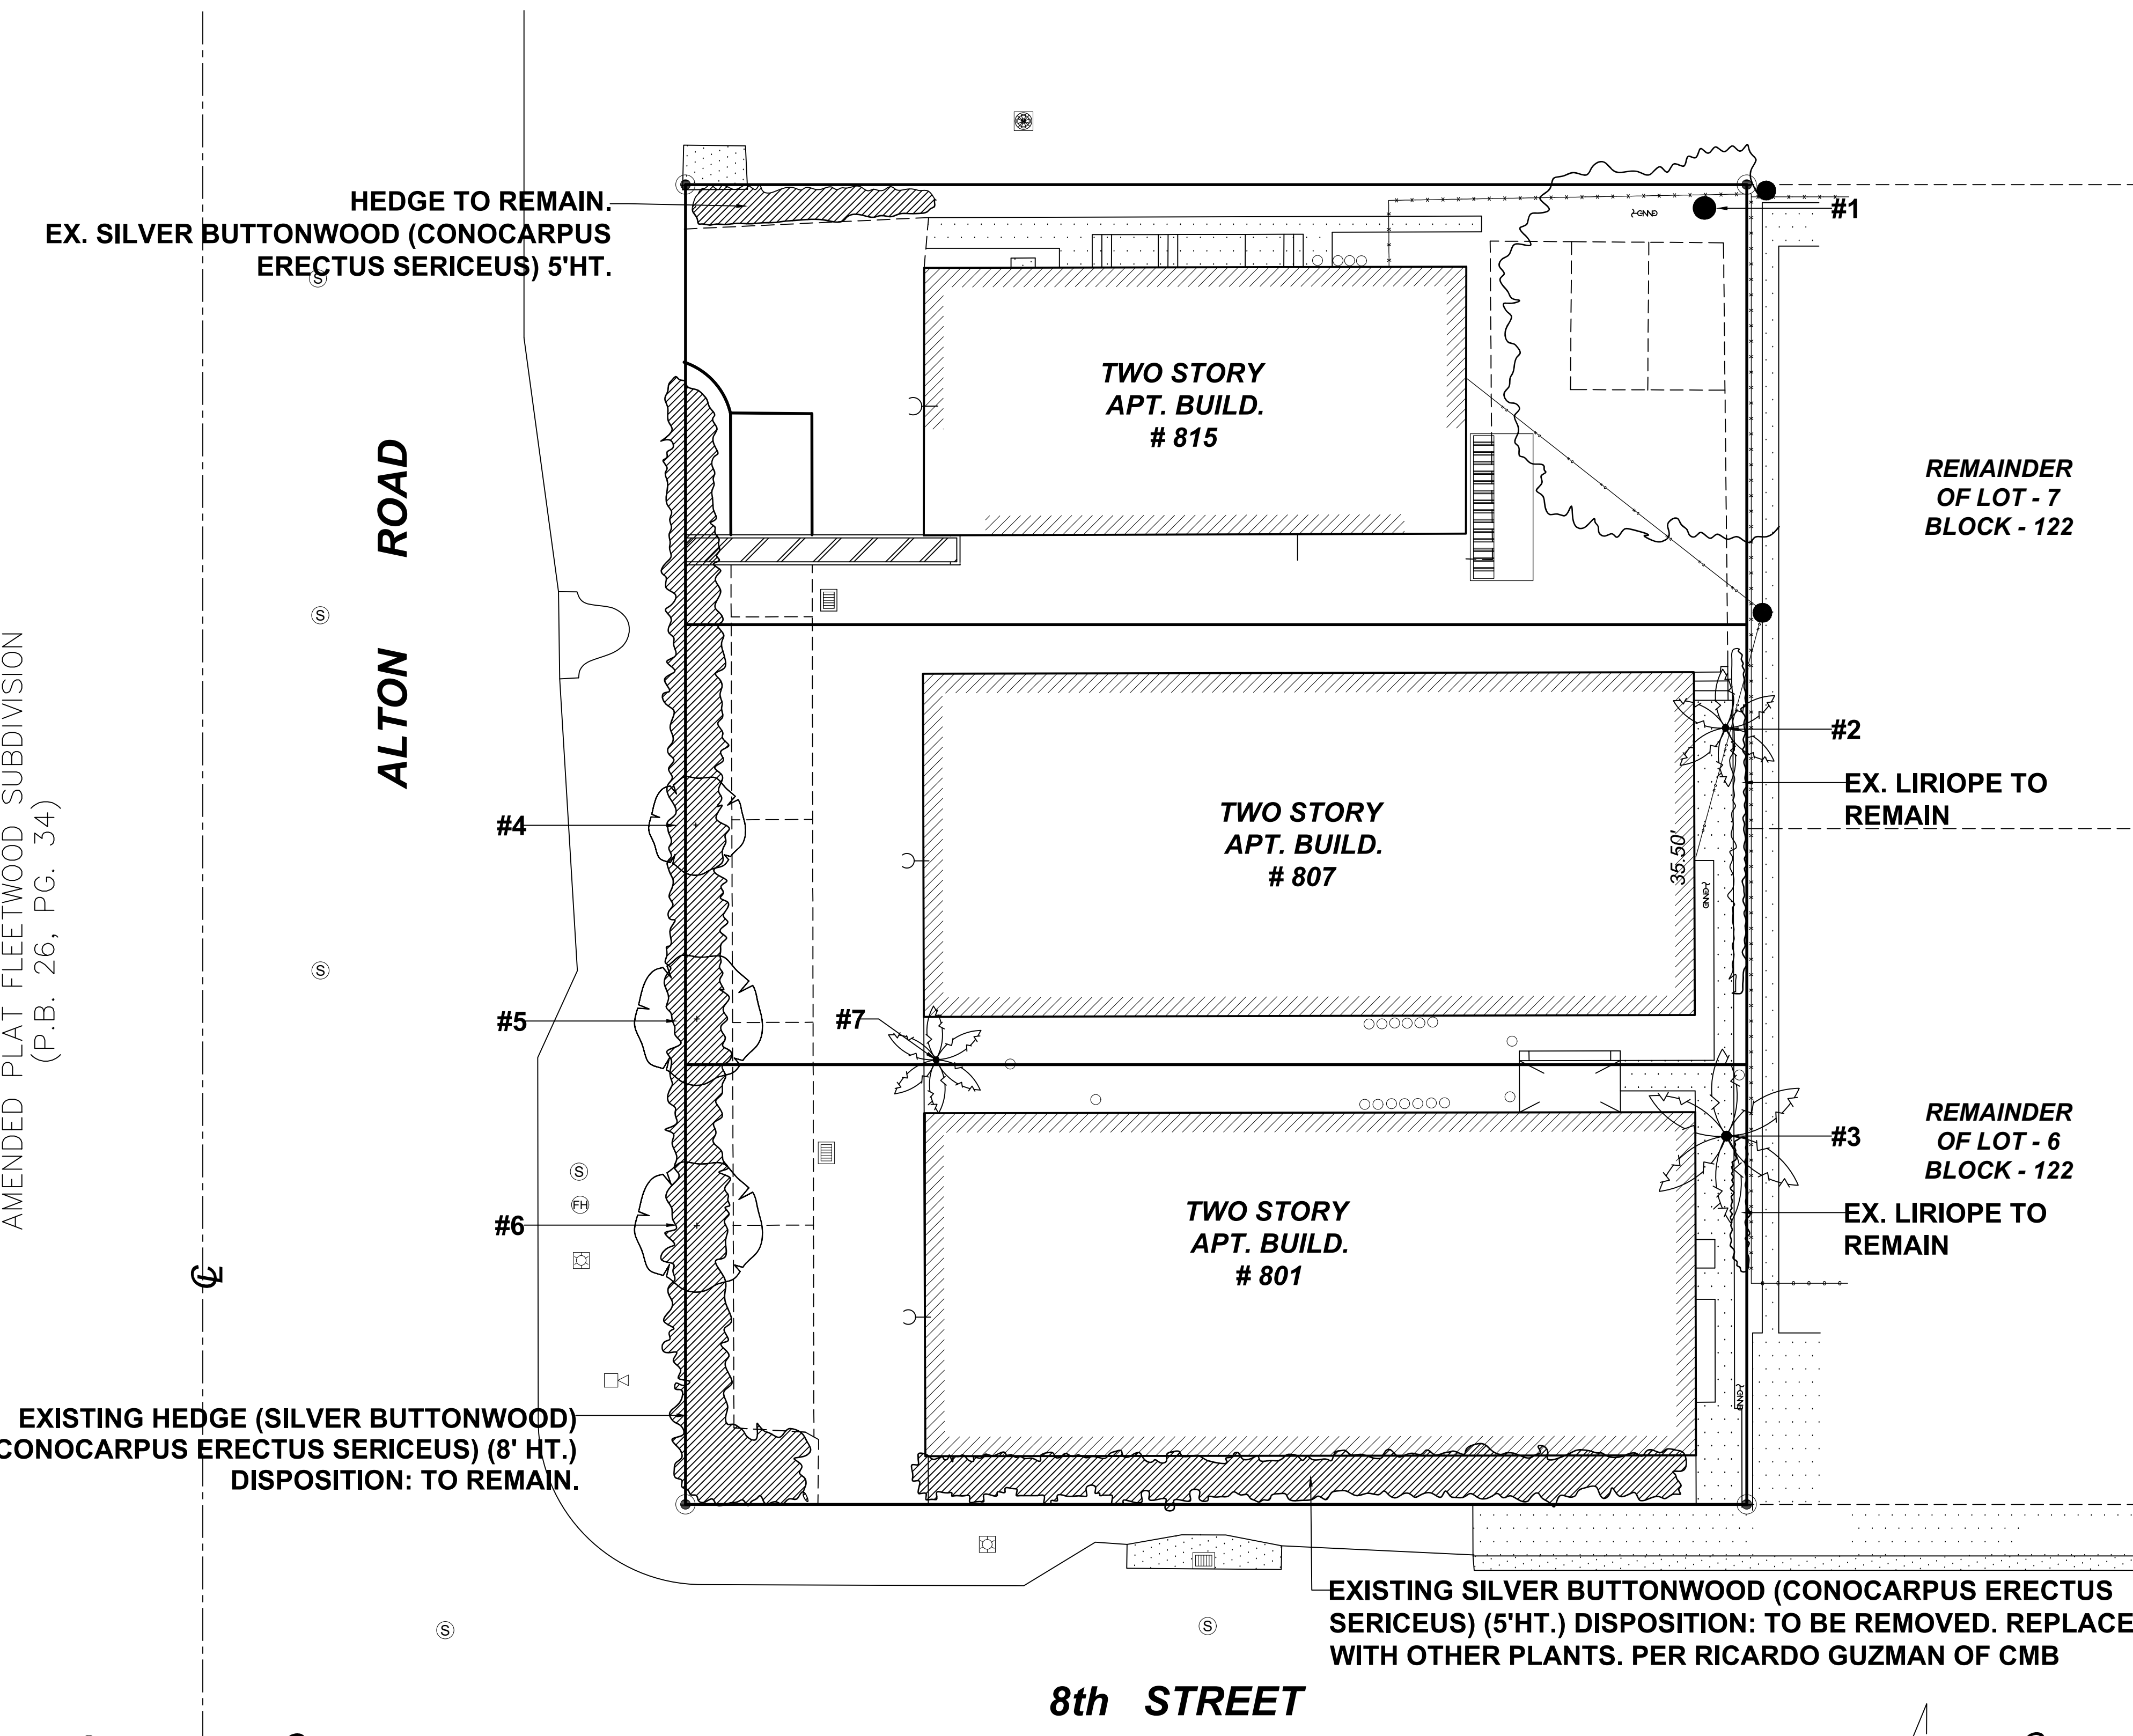 HEDGE TO REMAIN.
EX. SILVER BUTTONWOOD (CONOCARPUS
ERECTUS SERICEUS) 5'HT.
#1
S
TWO STORY
APT. BUILD.
# 815
ALTON ROAD
REMAINDER
OF LOT - 7
BLOCK - 122
S
AMENDED PLAT FLEETWOOD SUBDIVISION
(P.B. 26, PG. 34)
#2
EX. LIRIOPE TO
REMAIN
#4
TWO STORY
APT. BUILD.
# 807
35.50'
S
#5
#7
REMAINDER
OF LOT - 6
BLOCK - 122
#3
S
FH
#6
TWO STORY
APT. BUILD.
# 801
EX. LIRIOPE TO
REMAIN
EXISTING HEDGE (SILVER BUTTONWOOD)
CONOCARPUS ERECTUS SERICEUS) (8' HT.)
DISPOSITION: TO REMAIN.
EXISTING SILVER BUTTONWOOD (CONOCARPUS ERECTUS
SERICEUS) (5'HT.) DISPOSITION: TO BE REMOVED. REPLACE
WITH OTHER PLANTS. PER RICARDO GUZMAN OF CMB
S
S
8th STREET